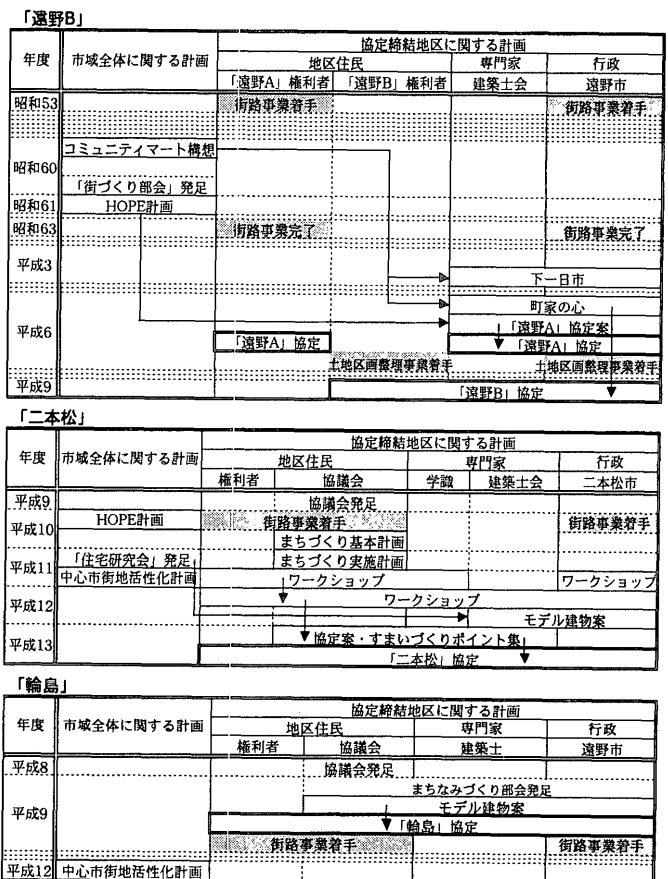 「遠野B」
年度 市域全体に関する計画 協定締結地区に関する計画
地区住民 専門家 行政
「遠野A」権利者 「遠野B」権利者 建築士会 遠野市
昭和53 街路事業着手 街路事業着手
コミュニティマート構想
昭和60
「街づくり部会」発足
昭和61 HOPE計画
昭和63 街路事業完了 街路事業完了
平成3
下一日市
町家の心
平成6 「遠野A」協定案
「遠野A」協定 「遠野A」協定
土地区画整理事業着手 土地区画整理事業着手
平成9 「遠野B」協定
「二本松」
年度 市域全体に関する計画 協定締結地区に関する計画
地区住民 専門家 行政
権利者 協議会 学識 建築士会 二本松市
平成9 協議会発足
平成10 HOPE計画 街路事業着手 街路事業着手
まちづくり基本計画
平成11 「住宅研究会」発足 まちづくり実施計画
中心市街地活性化計画 ワークショップ ワークショップ
平成12 ワークショップ
モデル建物案
平成13 協定案・すまいづくりポイント集
「二本松」協定
「輪島」
年度 市域全体に関する計画 協定締結地区に関する計画
地区住民 専門家 行政
権利者 協議会 建築士 遠野市
平成8 協議会発足
まちなみづくり部会発足
平成9 モデル建物案
「輪島」協定
街路事業着手 街路事業着手
平成12 中心市街地活性化計画